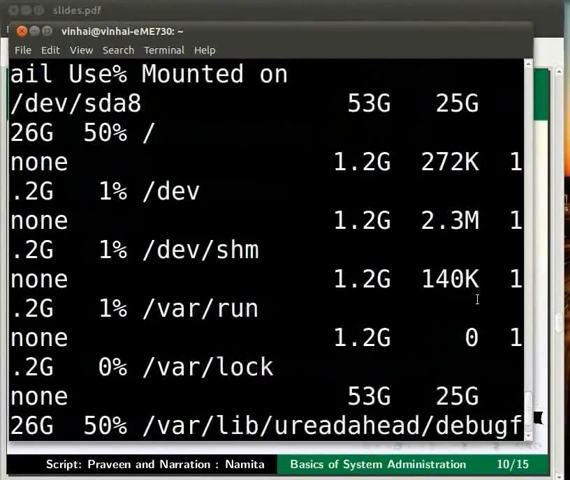 slides.pdf
vinhai@vinhai-eME730: ~
File Edit View Search Terminal Help
ail Use% Mounted on
/dev/sda8 53G 25G
26G 50% /
none 1.2G 272K 1
.2G 1% /dev
none 1.2G 2.3M 1
.2G 1% /dev/shm
none 1.2G 140K 1
.2G 1% /var/run
none 1.2G 0 1
.2G 0% /var/lock
none 53G 25G
26G 50% /var/lib/ureadahead/debugf
Script: Praveen and Narration : Namita Basics of System Administration 10/15